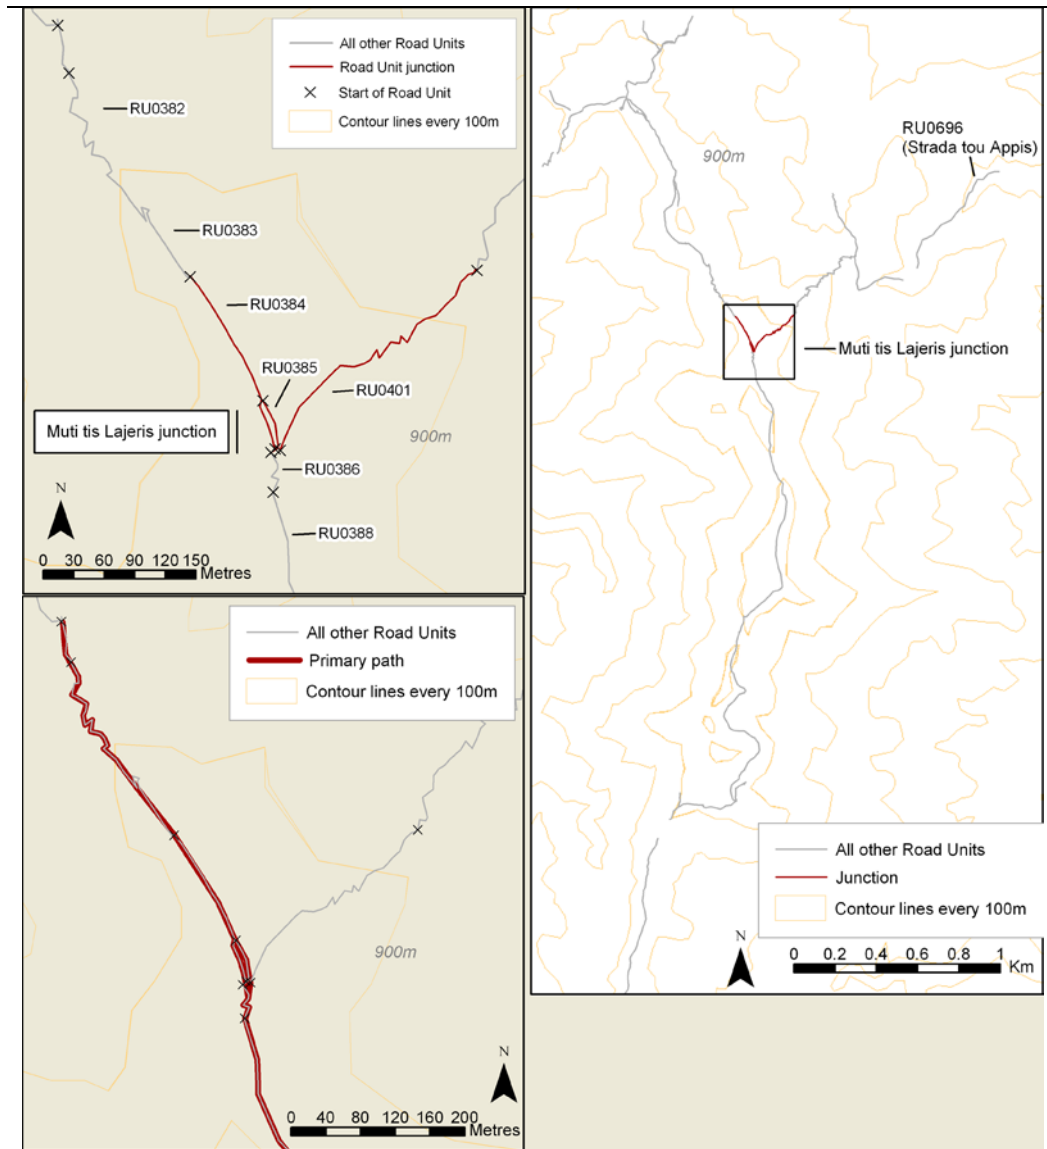 All other Road Units
Road Unit junction
Start of Road Unit
Contour lines every 100m
RU0382
RU0383
RU0384
RU0385
RU0401
Muti tis Lajeris junction
900m
RU0386
RU0388
N
0 30 60 90 120 150
Metres
All other Road Units
Primary path
Contour lines every 100m
900m
N
0 40 80 120 160 200
Metres
900m
RU0696
(Strada tou Appis)
Muti tis Lajeris junction
All other Road Units
Junction
Contour lines every 100m
N
0 0.2 0.4 0.6 0.8 1
Km